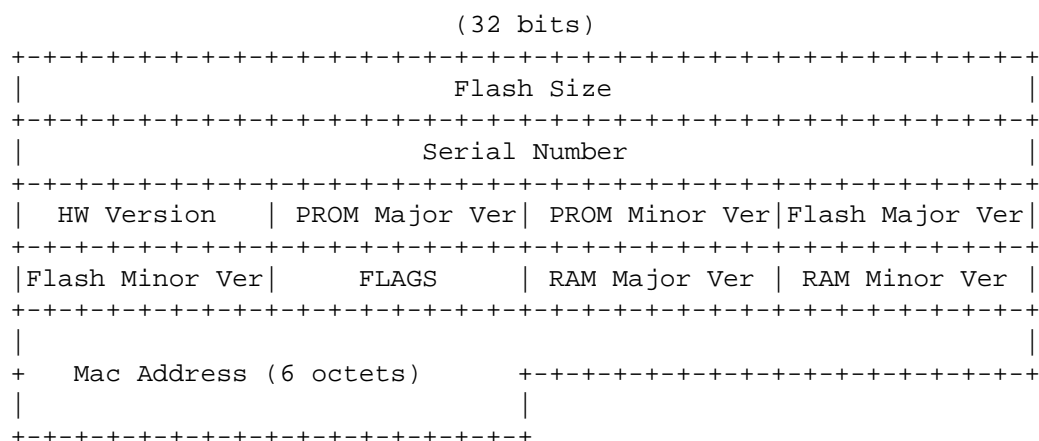 (32 bits)
+-+-+-+-+-+-+-+-+-+-+-+-+-+-+-+-+-+-+-+-+-+-+-+-+-+-+-+-+-+-+-+-+
|                           Flash Size                          |
+-+-+-+-+-+-+-+-+-+-+-+-+-+-+-+-+-+-+-+-+-+-+-+-+-+-+-+-+-+-+-+-+
|                         Serial Number                         |
+-+-+-+-+-+-+-+-+-+-+-+-+-+-+-+-+-+-+-+-+-+-+-+-+-+-+-+-+-+-+-+-+
|  HW Version   | PROM Major Ver| PROM Minor Ver|Flash Major Ver|
+-+-+-+-+-+-+-+-+-+-+-+-+-+-+-+-+-+-+-+-+-+-+-+-+-+-+-+-+-+-+-+-+
|Flash Minor Ver|     FLAGS     | RAM Major Ver | RAM Minor Ver |
+-+-+-+-+-+-+-+-+-+-+-+-+-+-+-+-+-+-+-+-+-+-+-+-+-+-+-+-+-+-+-+-+
|                                                               |
+   Mac Address (6 octets)      +-+-+-+-+-+-+-+-+-+-+-+-+-+-+-+-+
|                               |
+-+-+-+-+-+-+-+-+-+-+-+-+-+-+-+-+